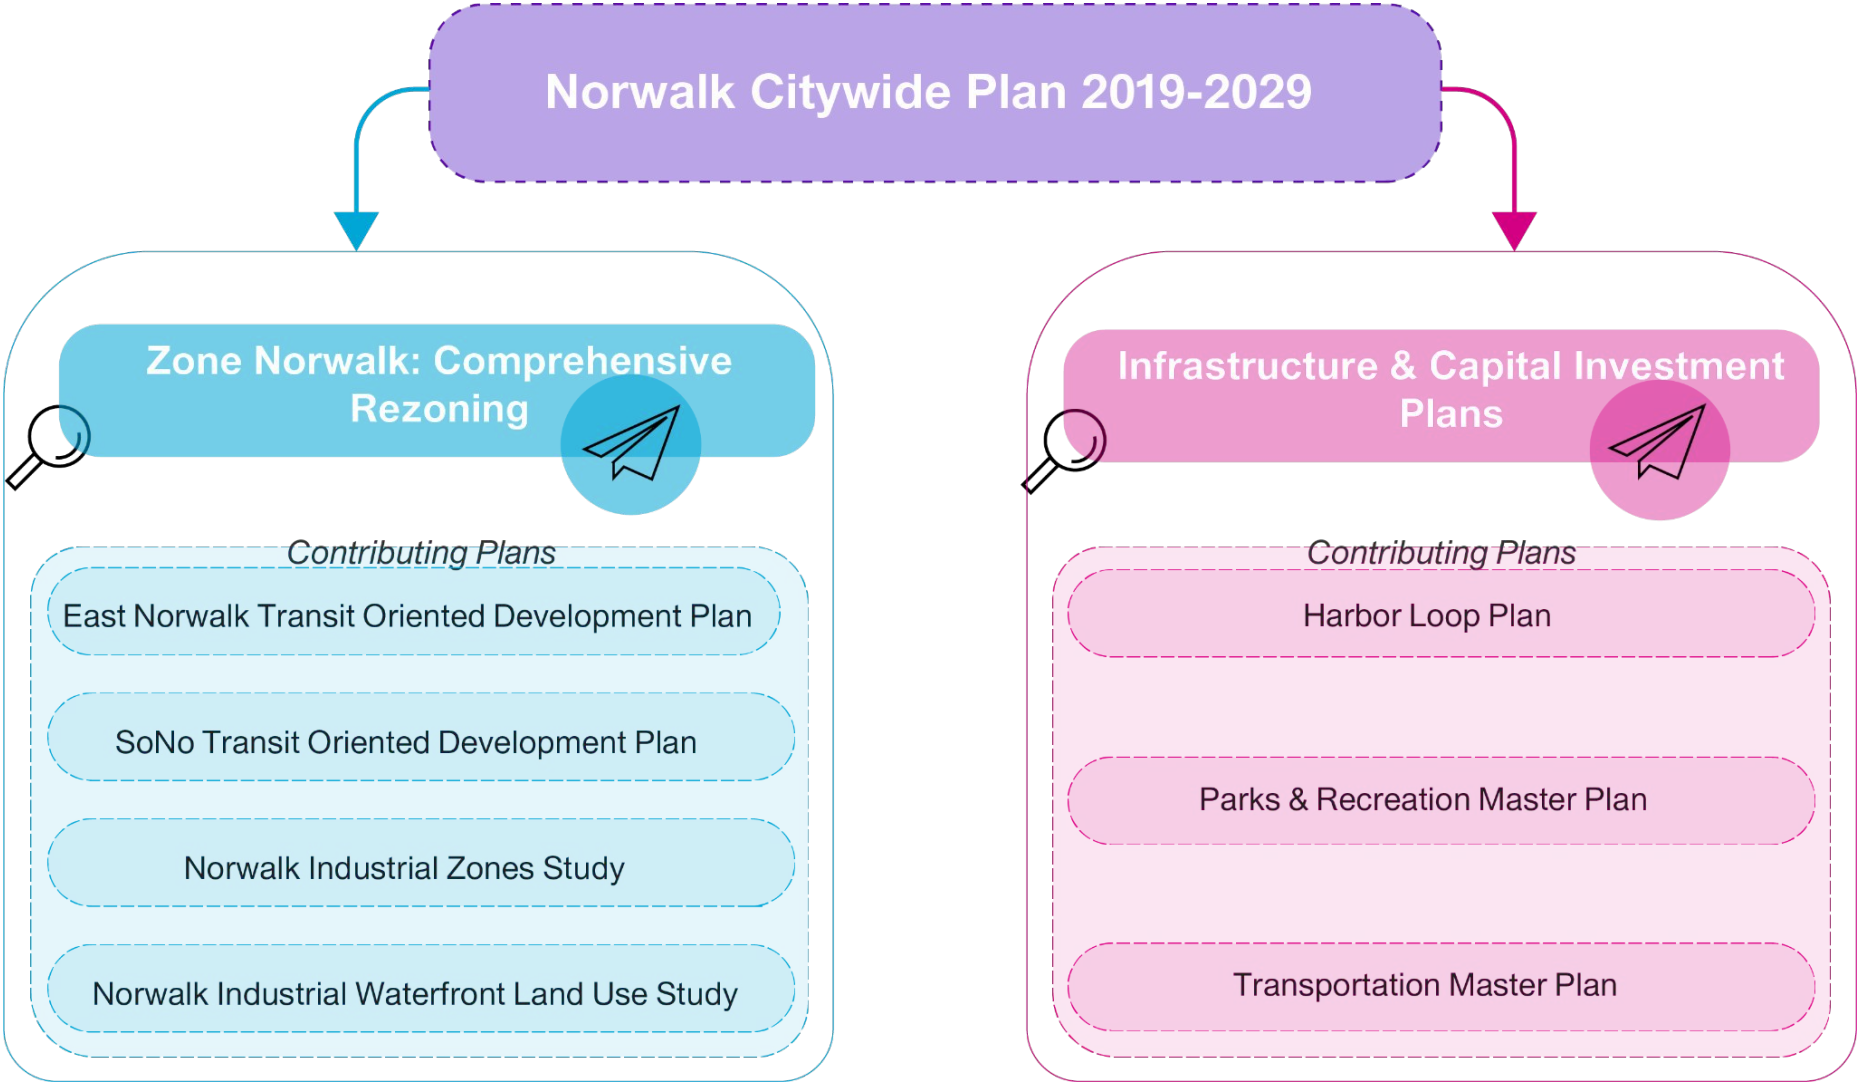 Norwalk Citywide Plan 2019-2029
Zone Norwalk: Comprehensive
Rezoning
Contributing Plans
East Norwalk Transit Oriented Development Plan
SoNo Transit Oriented Development Plan
Norwalk Industrial Zones Study
Norwalk Industrial Waterfront Land Use Study
Infrastructure & Capital Investment
Plans
Contributing Plans
Harbor Loop Plan
Parks & Recreation Master Plan
Transportation Master Plan